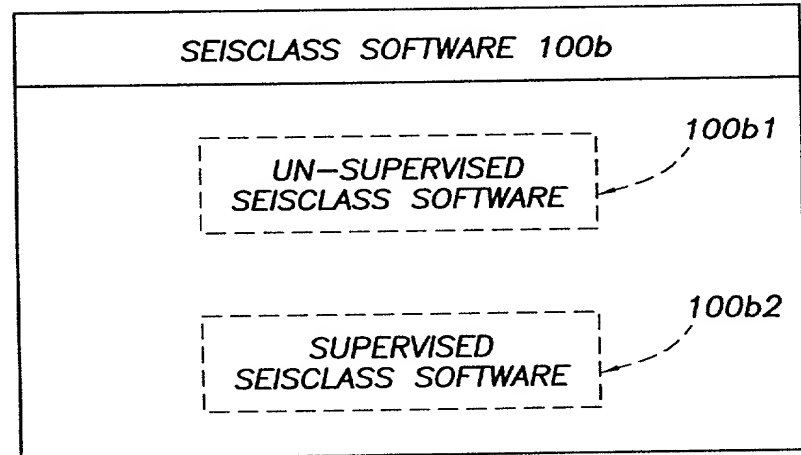 SEISCLASS SOFTWARE 100b
100b1
UN-SUPERVISED
SEISCLASS SOFTWARE
100b2
SUPERVISED
SEISCLASS SOFTWARE